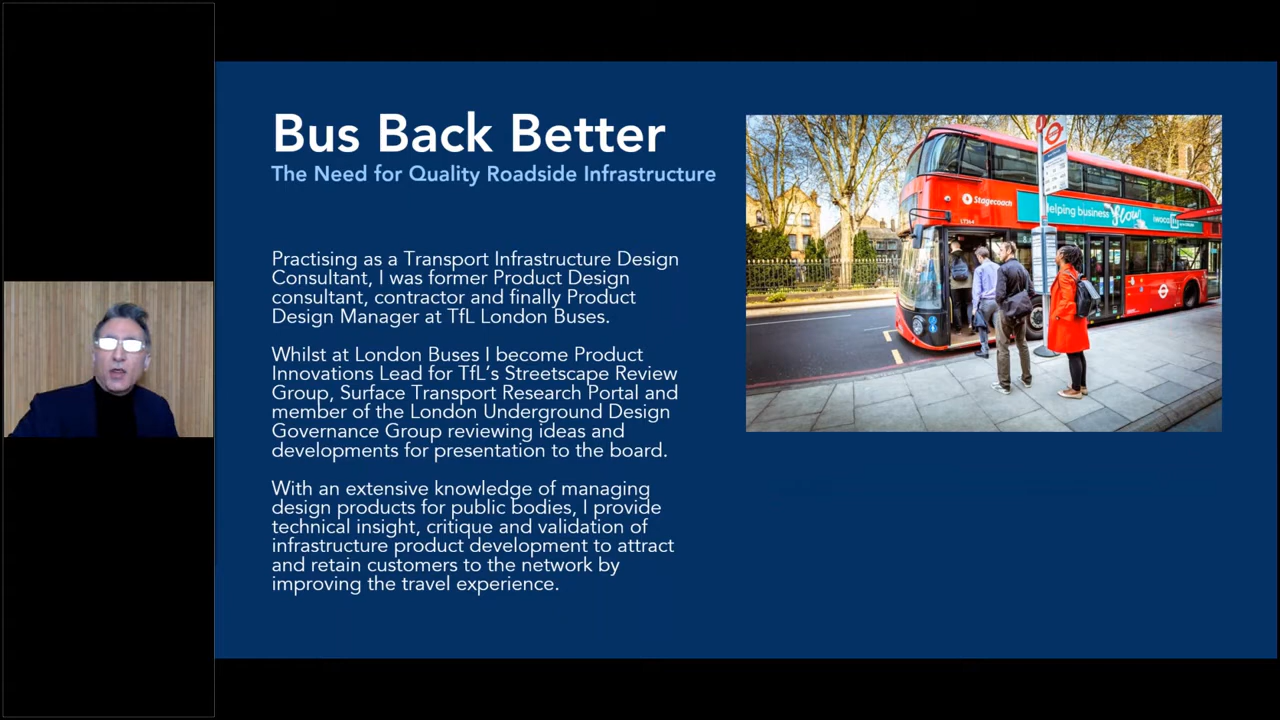 Bus Back Better
The Need for Quality Roadside Infrastructure
Practising as a Transport Infrastructure Design
Consultant, I was former Product Design
consultant, contractor and finally Product
Design Manager at TfL London Buses.
Whilst at London Buses I become Product
Innovations Lead for TfL's Streetscape Review
Group, Surface Transport Research Portal and
member of the London Underground Design
Governance Group reviewing ideas and
developments for presentation to the board.
With an extensive knowledge of managing
design products for public bodies, I provide
technical insight, critique and validation of
infrastructure product development to attract
and retain customers to the network by
improving the travel experience.
Stagecoach
helping business flow